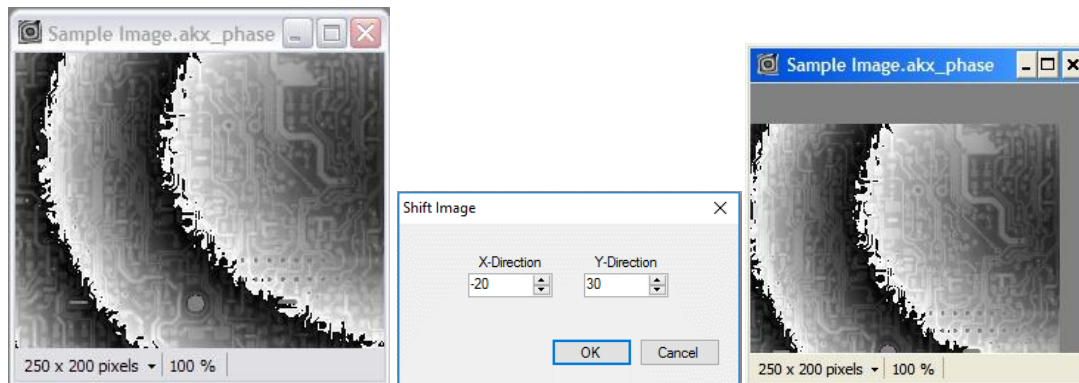 Sample Image.akx_phase
250 x 200 pixels
100 %
Shift Image
X-Direction
Y-Direction
-20
30
OK
Cancel
Sample Image.akx_phase
250 x 200 pixels
100 %